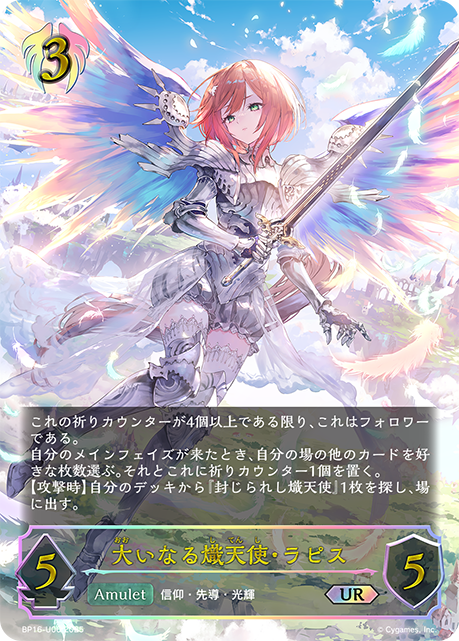 3
これの祈りカウンターが4個以上である限り、これはフォロワー
である。
自分のメインフェイズが来たとき、自分の場の他のカードを好
きな枚数選ぶ。それとこれに祈りカウンター1個を置く。
【攻撃時】自分のデッキから『封じられし熾天使』1枚を探し、場
に出す。
おお してんし
大いなる熾天使・ラピス
5
5
Amulet 信仰・先導・光輝 UR
© Cygames, Inc.